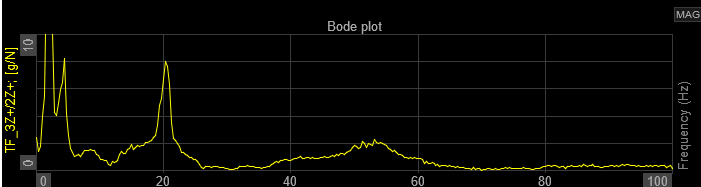 MAG
Bode plot
TF_3Z+/2Z+; [g/N]
10
0
Frequency (Hz)
0 20 40 60 80 100